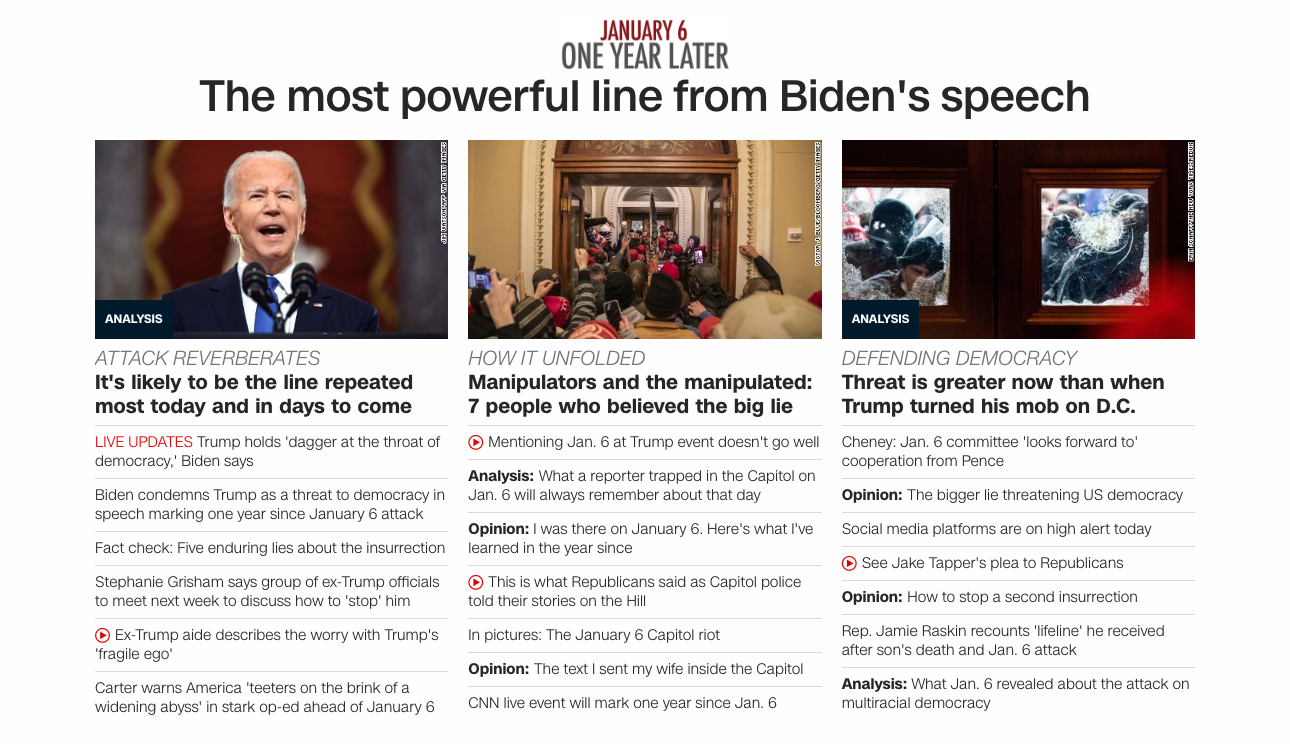 JANUARY 6
ONE YEAR LATER
The most powerful line from Biden's speech
ANALYSIS
ATTACK REVERBERATES
It's likely to be the line repeated
most today and in days to come
LIVE UPDATES Trump holds 'dagger at the throat of
democracy,' Biden says
Biden condemns Trump as a threat to democracy in
speech marking one year since January 6 attack
Fact check: Five enduring lies about the insurrection
Stephanie Grisham says group of ex-Trump officials
to meet next week to discuss how to 'stop' him
Ex-Trump aide describes the worry with Trump's
'fragile ego'
Carter warns America 'teeters on the brink of a
widening abyss' in stark op-ed ahead of January 6
HOW IT UNFOLDED
Manipulators and the manipulated:
7 people who believed the big lie
Mentioning Jan. 6 at Trump event doesn't go well
Analysis: What a reporter trapped in the Capitol on
Jan. 6 will always remember about that day
Opinion: I was there on January 6. Here's what I've
learned in the year since
This is what Republicans said as Capitol police
told their stories on the Hill
In pictures: The January 6 Capitol riot
Opinion: The text I sent my wife inside the Capitol
CNN live event will mark one year since Jan. 6
ANALYSIS
DEFENDING DEMOCRACY
Threat is greater now than when
Trump turned his mob on D.C.
Cheney: Jan. 6 committee 'looks forward to'
cooperation from Pence
Opinion: The bigger lie threatening US democracy
Social media platforms are on high alert today
See Jake Tapper's plea to Republicans
Opinion: How to stop a second insurrection
Rep. Jamie Raskin recounts 'lifeline' he received
after son's death and Jan. 6 attack
Analysis: What Jan. 6 revealed about the attack on
multiracial democracy